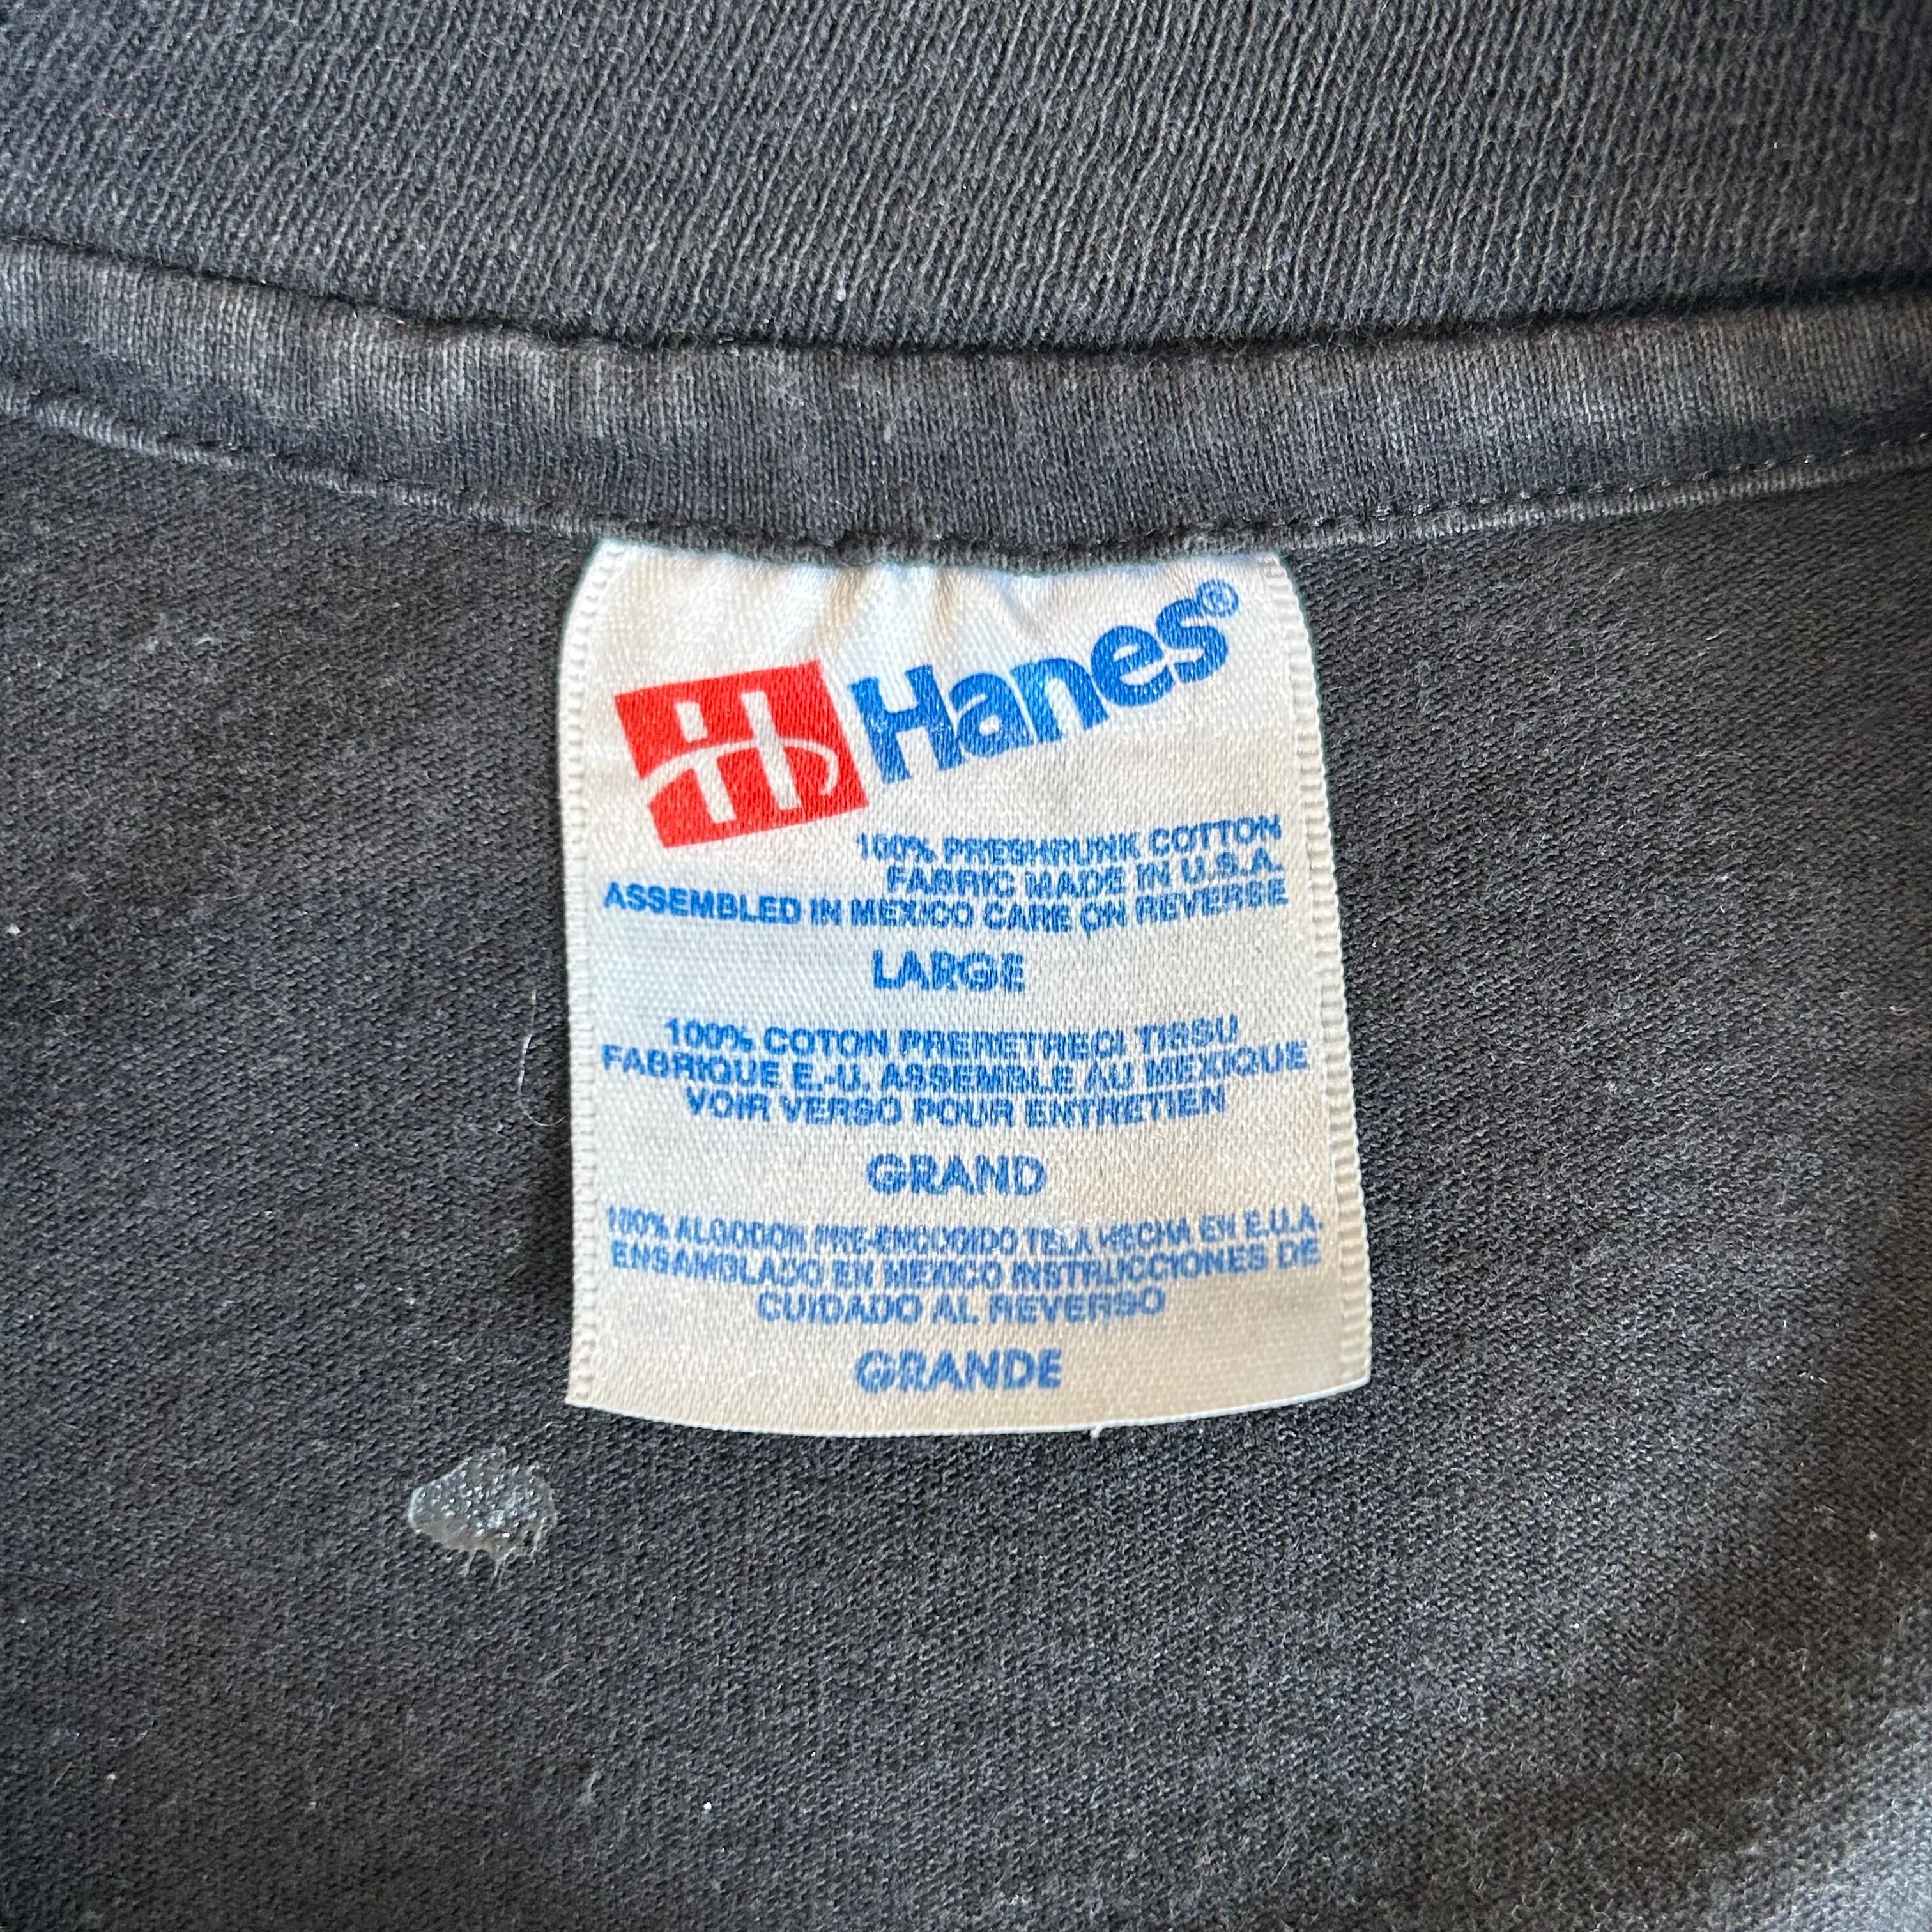 H Hanes®
100% PRESHRUNK COTTON
FABRIC MADE IN U.S.A.
ASSEMBLED IN MEXICO CARE ON REVERSE
LARGE
100% COTON PRERETRECI TISSU
FABRIQUE E.-U. ASSEMBLE AU MEXIQUE
VOIR VERSO POUR ENTRETIEN
GRAND
100% ALGODON PRE-ENCOGIDO TELA HECHA EN E.U.A.
ENSAMBLADO EN MEXICO INSTRUCCIONES DE
CUIDADO AL REVERSO
GRANDE